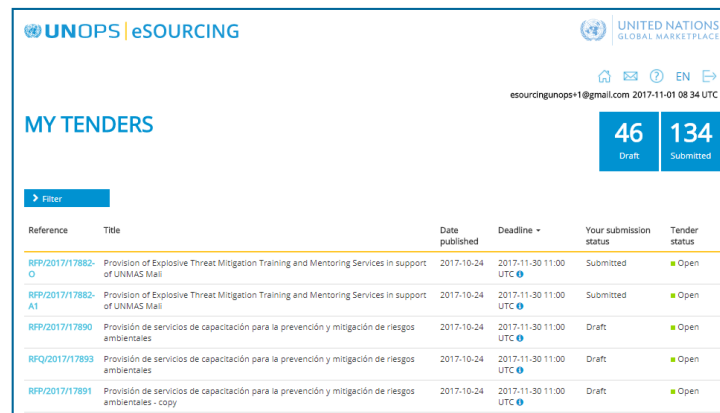 UNOPS eSOURCING
UNITED NATIONS
GLOBAL MARKETPLACE
EN
esourcingunops+1@gmail.com 2017-11-01 08 34 UTC
MY TENDERS
46
Draft
134
Submitted
Filter
Reference Title Date published Deadline Your submission status Tender status
RFP/2017/17882-O Provision of Explosive Threat Mitigation Training and Mentoring Services in support of UNMAS Mali 2017-10-24 2017-11-30 11:00 UTC Submitted Open
RFP/2017/17882-A1 Provision of Explosive Threat Mitigation Training and Mentoring Services in support of UNMAS Mali 2017-10-24 2017-11-30 11:00 UTC Submitted Open
RFP/2017/17890 Provisión de servicios de capacitación para la prevención y mitigación de riesgos ambientales 2017-10-24 2017-11-30 11:00 UTC Draft Open
RFQ/2017/17893 Provisión de servicios de capacitación para la prevención y mitigación de riesgos ambientales 2017-10-24 2017-11-30 11:00 UTC Draft Open
RFP/2017/17891 Provisión de servicios de capacitación para la prevención y mitigación de riesgos ambientales - copy 2017-10-24 2017-11-30 11:00 UTC Draft Open